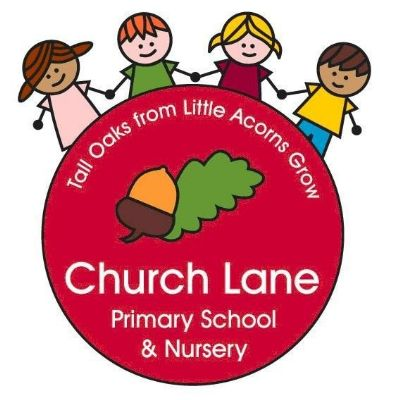 Tall Oaks from Little Acorns Grow
Church Lane
Primary School
& Nursery